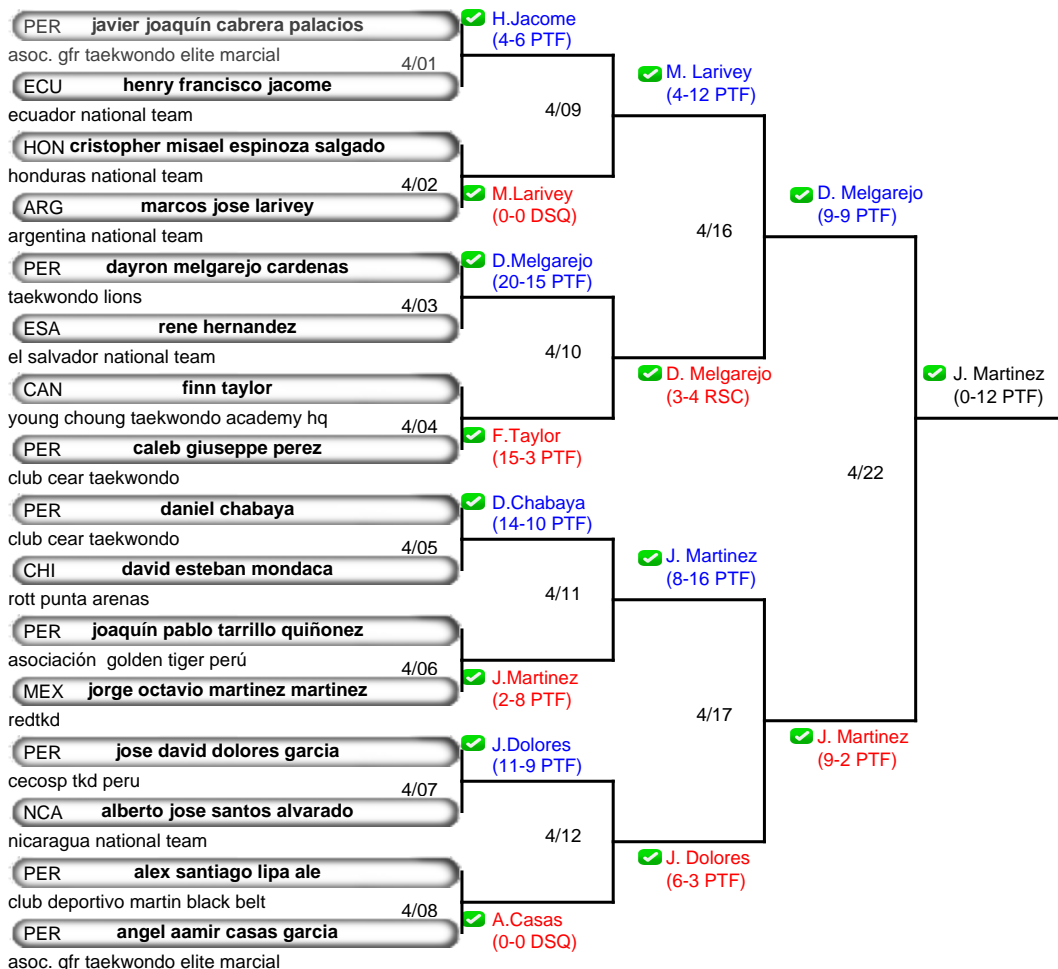 PER javier joaquín cabrera palacios
asoc. gfr taekwondo elite marcial
4/01
ECU henry francisco jacome
ecuador national team
HON cristopher misael espinoza salgado
honduras national team
4/02
ARG marcos jose larivey
argentina national team
PER dayron melgarejo cardenas
taekwondo lions
4/03
ESA rene hernandez
el salvador national team
CAN finn taylor
young choung taekwondo academy hq
4/04
PER caleb giuseppe perez
club cear taekwondo
PER daniel chabaya
club cear taekwondo
4/05
CHI david esteban mondaca
rott punta arenas
PER joaquín pablo tarrillo quiñonez
asociación golden tiger perú
4/06
MEX jorge octavio martinez martinez
redtkd
PER jose david dolores garcia
cecosp tkd peru
4/07
NCA alberto jose santos alvarado
nicaragua national team
PER alex santiago lipa ale
club deportivo martin black belt
4/08
PER angel aamir casas garcia
asoc. gfr taekwondo elite marcial
H.Jacome
(4-6 PTF)
4/09
M.Larivey
(0-0 DSQ)
D.Melgarejo
(20-15 PTF)
4/10
F.Taylor
(15-3 PTF)
D.Chabaya
(14-10 PTF)
4/11
J.Martinez
(2-8 PTF)
J.Dolores
(11-9 PTF)
4/12
A.Casas
(0-0 DSQ)
M. Larivey
(4-12 PTF)
4/16
D. Melgarejo
(3-4 RSC)
J. Martinez
(8-16 PTF)
4/17
J. Dolores
(6-3 PTF)
D. Melgarejo
(9-9 PTF)
4/22
J. Martinez
(9-2 PTF)
J. Martinez
(0-12 PTF)